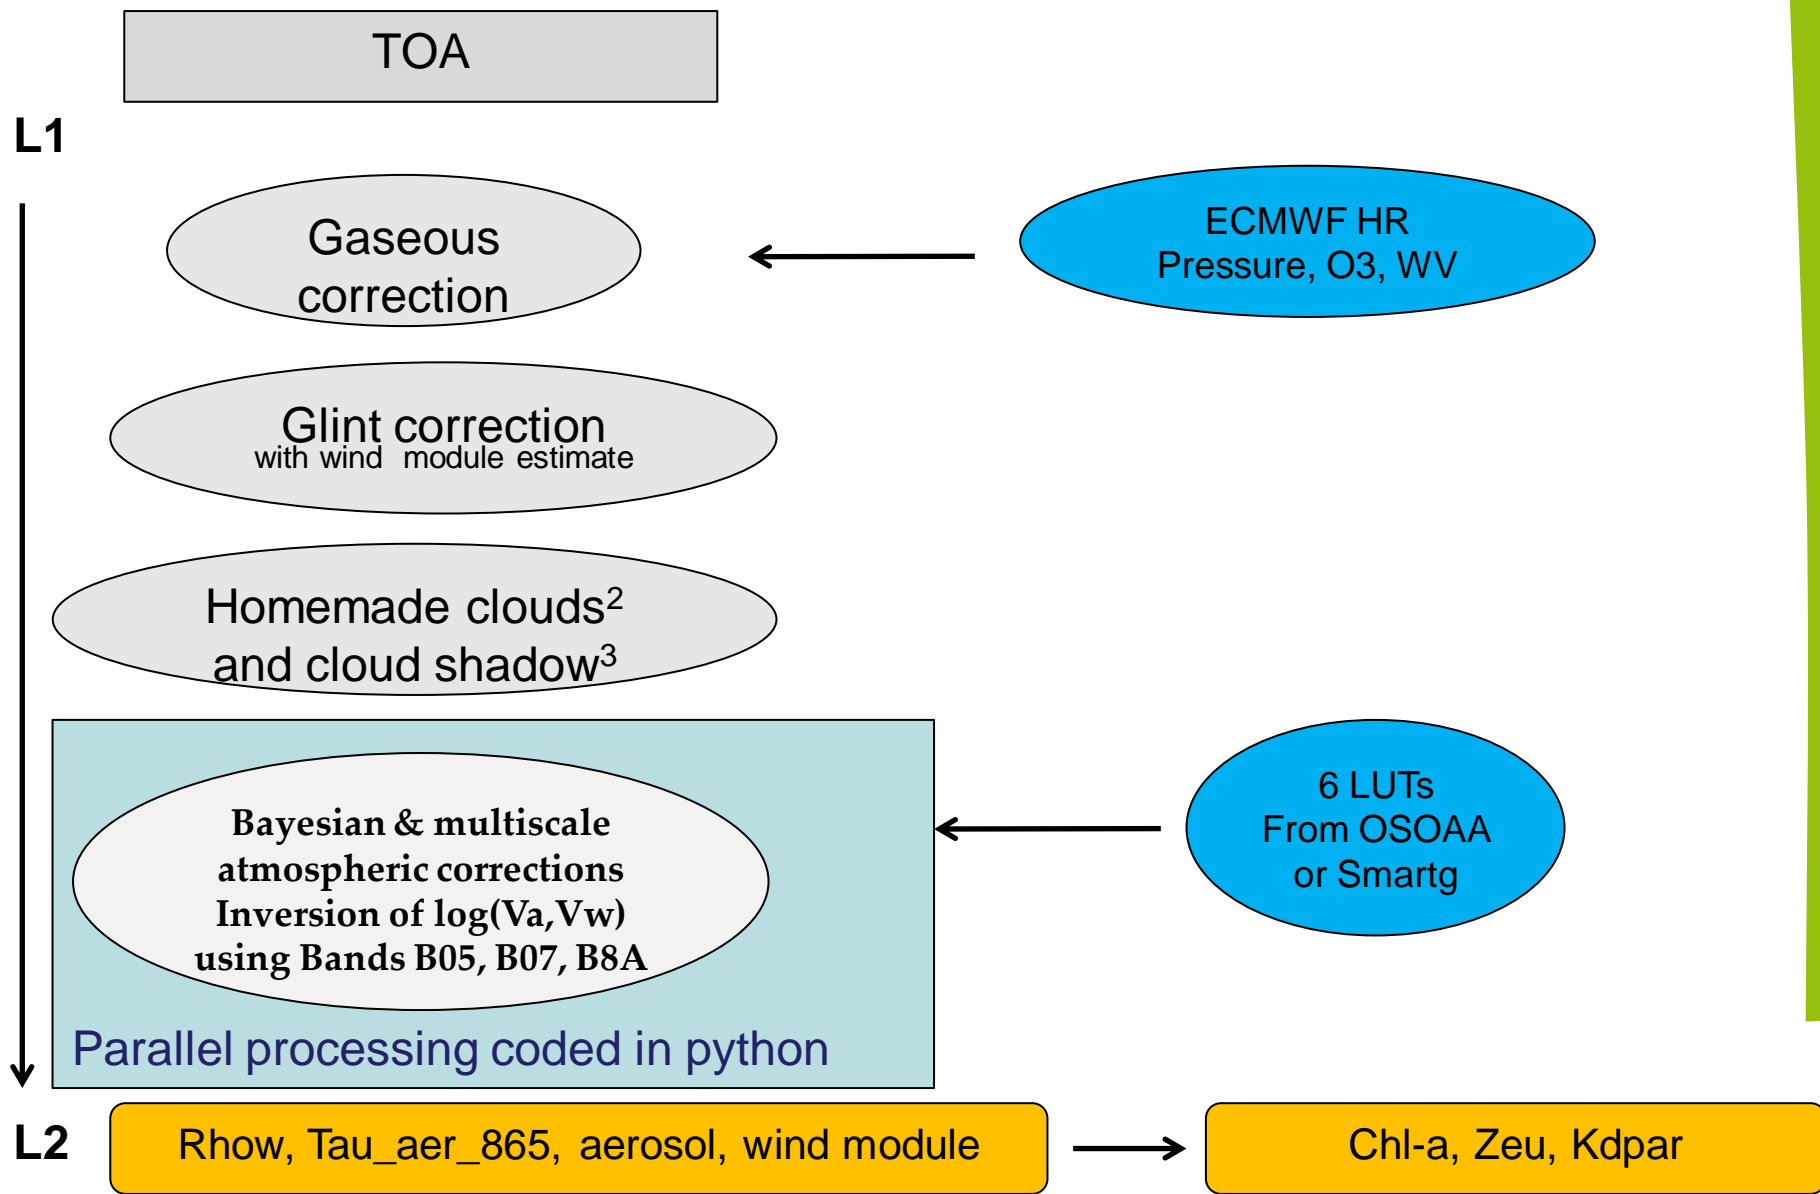 TOA
L1
Gaseous
correction
ECMWF HR
Pressure, O3, WV
Glint correction
with wind module estimate
Homemade clouds²
and cloud shadow³
Bayesian & multiscale
atmospheric corrections
Inversion of log(Va,Vw)
using Bands B05, B07, B8A
Parallel processing coded in python
6 LUTs
From OSOAA
or Smartg
L2
Rhow, Tau_aer_865, aerosol, wind module
Chl-a, Zeu, Kdpar